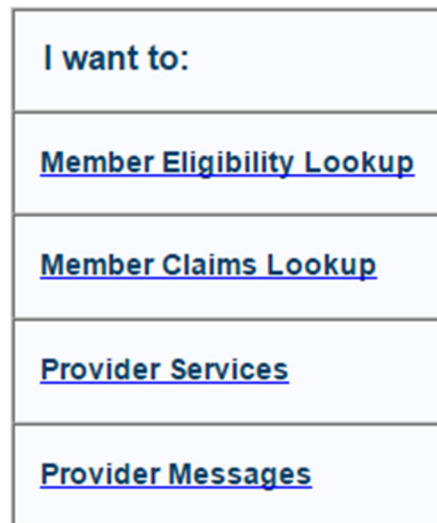 I want to:
Member Eligibility Lookup
Member Claims Lookup
Provider Services
Provider Messages